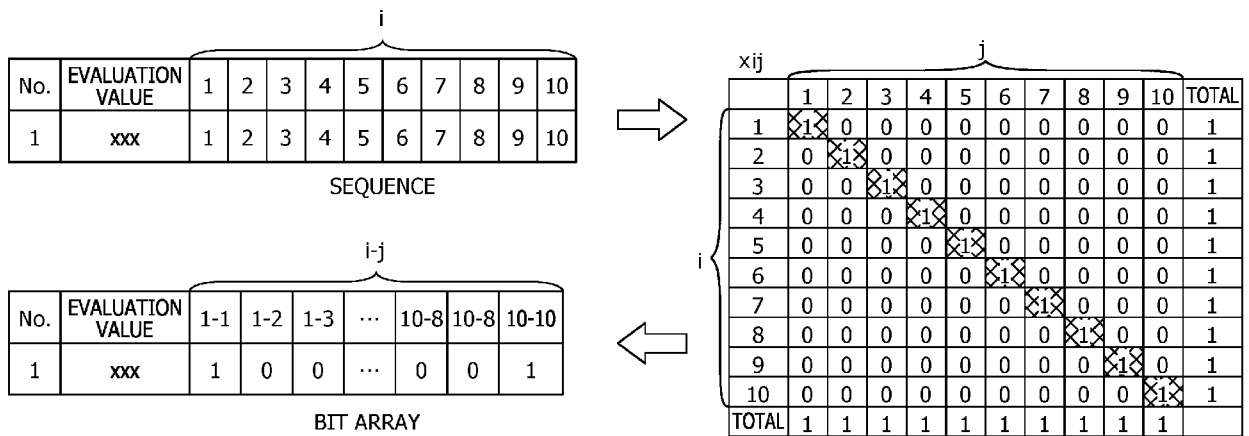 i
No. EVALUATION VALUE 1 2 3 4 5 6 7 8 9 10
1 xxx 1 2 3 4 5 6 7 8 9 10
SEQUENCE
xij
j
1 2 3 4 5 6 7 8 9 10 TOTAL
1 1 0 0 0 0 0 0 0 0 0 1
2 0 1 0 0 0 0 0 0 0 0 1
3 0 0 1 0 0 0 0 0 0 0 1
4 0 0 0 1 0 0 0 0 0 0 1
5 0 0 0 0 1 0 0 0 0 0 1
i
6 0 0 0 0 0 1 0 0 0 0 1
7 0 0 0 0 0 0 1 0 0 0 1
8 0 0 0 0 0 0 0 1 0 0 1
9 0 0 0 0 0 0 0 0 1 0 1
10 0 0 0 0 0 0 0 0 0 1 1
TOTAL 1 1 1 1 1 1 1 1 1 1
i-j
No. EVALUATION VALUE 1-1 1-2 1-3 ... 10-8 10-8 10-10
1 xxx 1 0 0 ... 0 0 1
BIT ARRAY